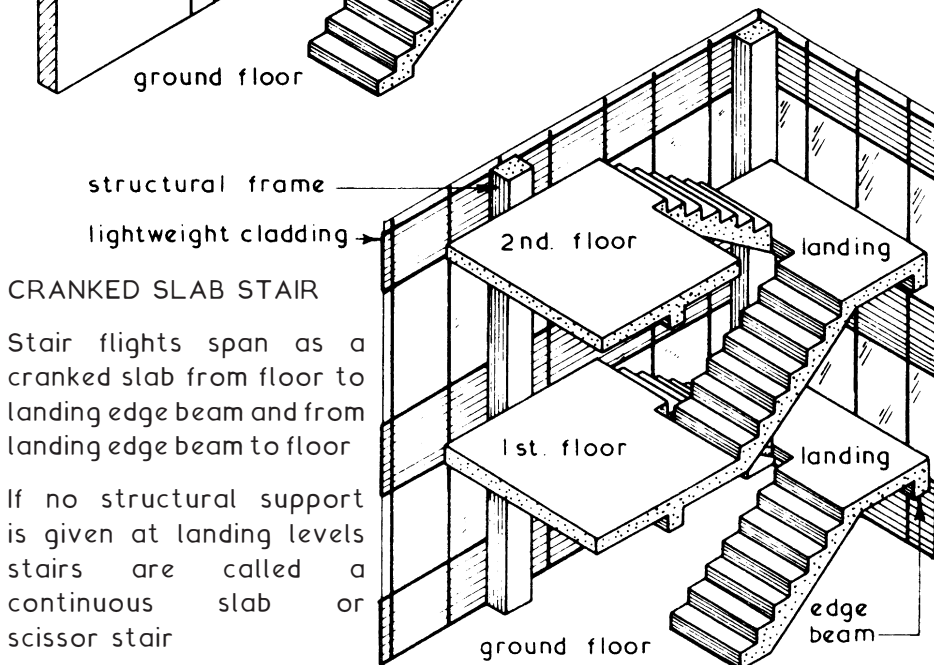 ground floor
structural frame
lightweight cladding
2nd. floor
landing
CRANKED SLAB STAIR
Stair flights span as a
cranked slab from floor to
landing edge beam and from
landing edge beam to floor
1st. floor
landing
If no structural support
is given at landing levels
stairs are called a
continuous slab or
scissor stair
edge
beam
ground floor